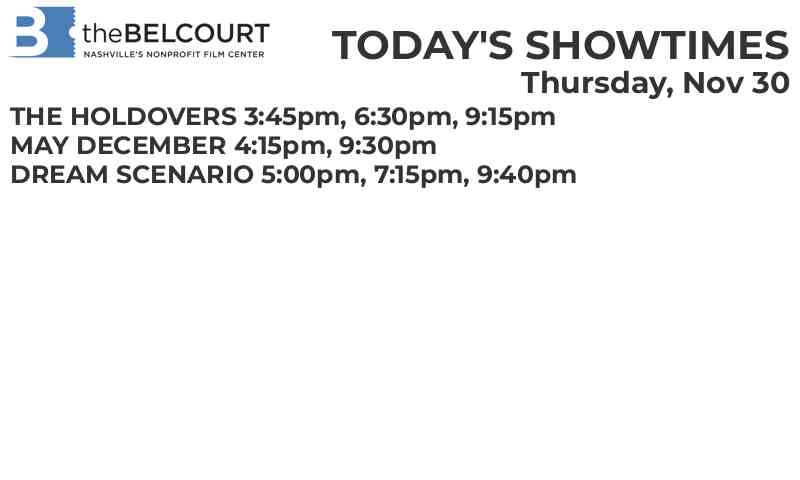 B theBELCOURT
NASHVILLE'S NONPROFIT FILM CENTER
TODAY'S SHOWTIMES
Thursday, Nov 30
THE HOLDOVERS 3:45pm, 6:30pm, 9:15pm
MAY DECEMBER 4:15pm, 9:30pm
DREAM SCENARIO 5:00pm, 7:15pm, 9:40pm